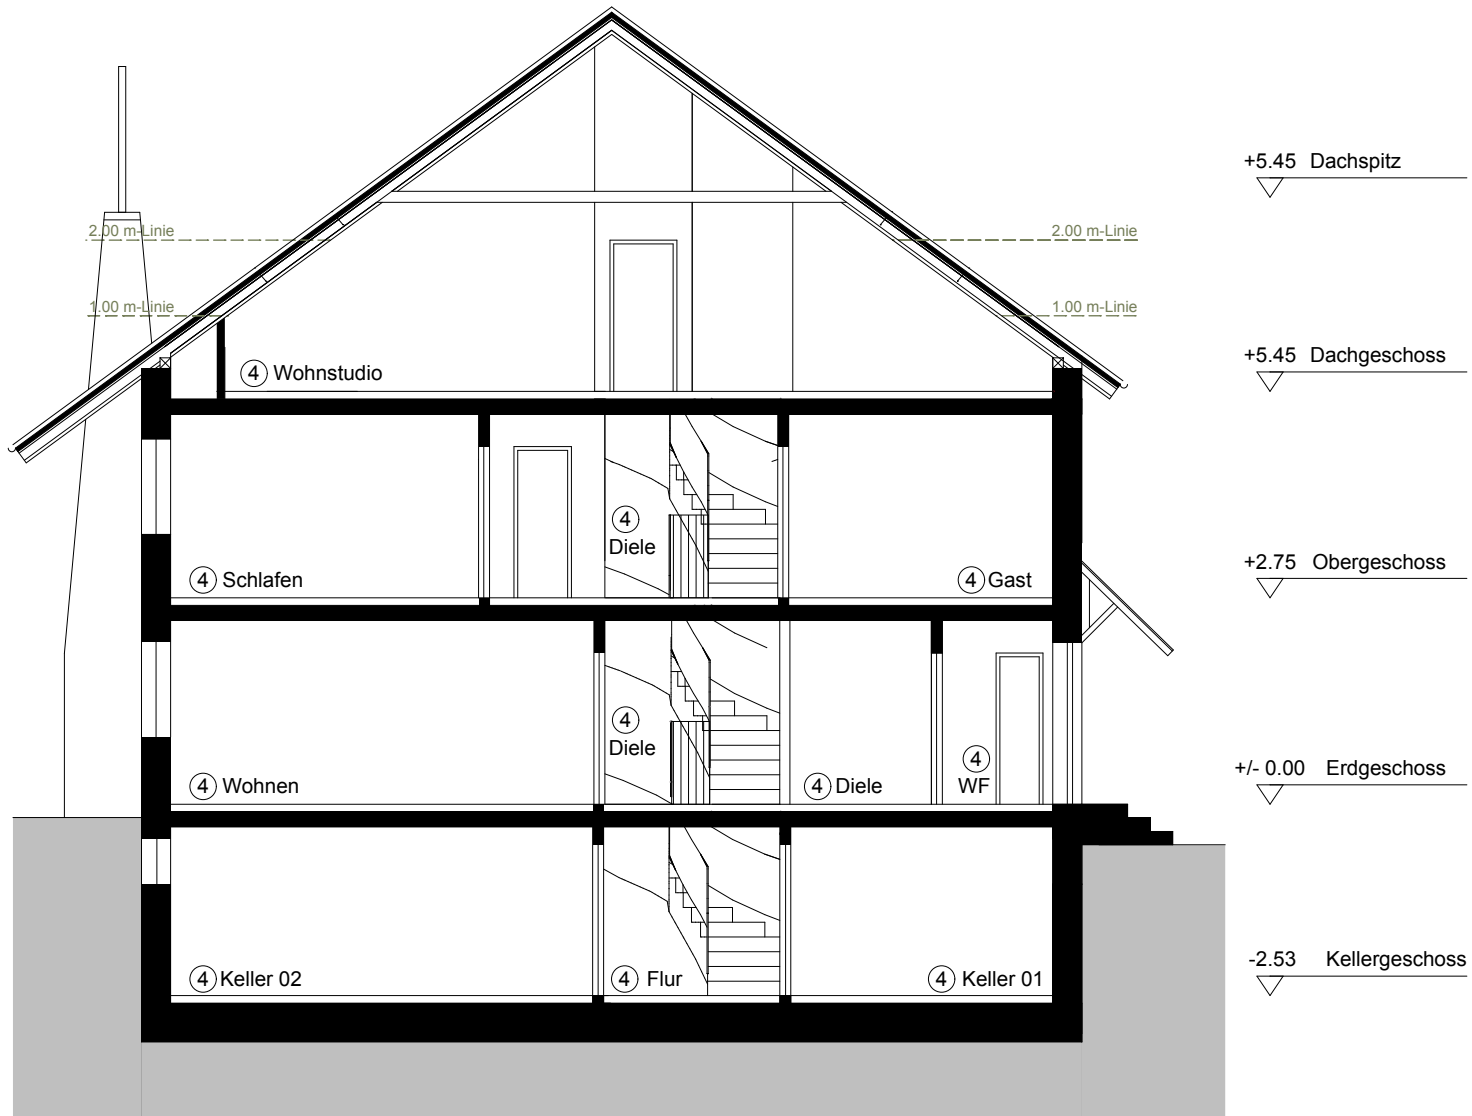 +5.45 Dachspitz
2.00 m-Linie
2.00 m-Linie
1.00 m-Linie
1.00 m-Linie
4 Wohnstudio
+5.45 Dachgeschoss
4
Diele
4 Schlafen
4 Gast
+2.75 Obergeschoss
4
Diele
4 Wohnen
4 Diele
4
WF
+/- 0.00 Erdgeschoss
4 Keller 02
4 Flur
4 Keller 01
-2.53 Kellergeschoss